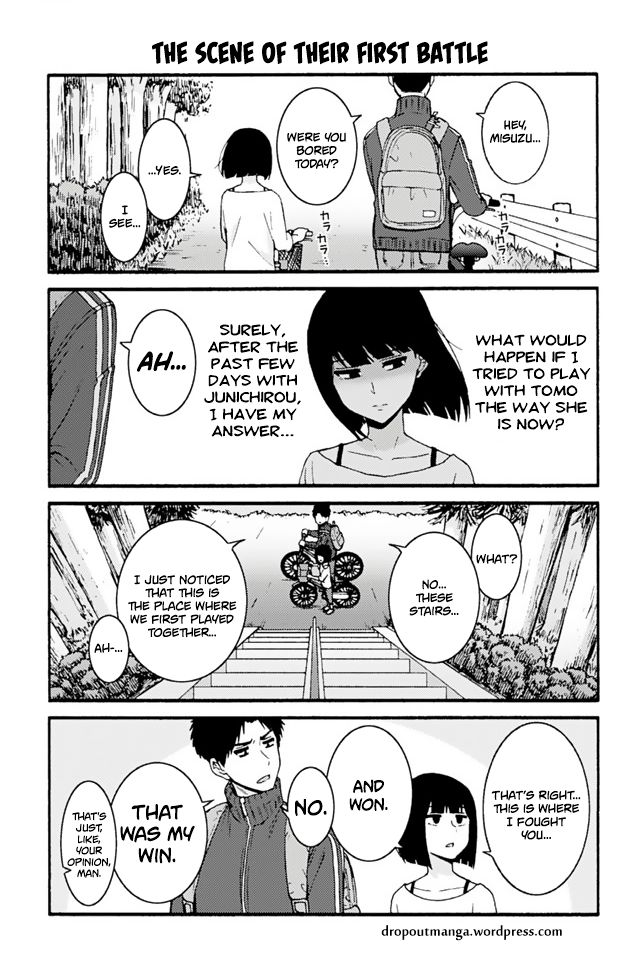 THE SCENE OF THEIR FIRST BATTLE
HEY,
MISUZU...
WERE YOU
BORED
TODAY?
...YES.
I
SEE...
カラ
カラ...
WHAT WOULD
HAPPEN IF I
TRIED TO PLAY
WITH TOMO
THE WAY SHE
IS NOW?
SURELY,
AFTER THE
PAST FEW
DAYS WITH
JUNICHIROU,
I HAVE MY
ANSWER...
AH...
WHAT?
NO...
THESE
STAIRS...
I JUST NOTICED
THAT THIS IS
THE PLACE WHERE
WE FIRST PLAYED
TOGETHER...
AH-...
THAT'S RIGHT...
THIS IS WHERE
I FOUGHT
YOU...
AND
WON.
NO.
THAT
WAS MY
WIN.
THAT'S
JUST,
LIKE,
YOUR
OPINION,
MAN.
dropoutmanga.wordpress.com